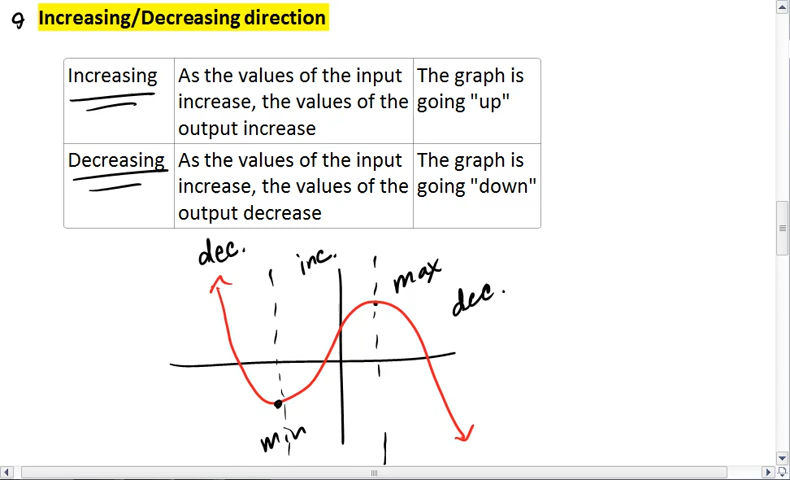 9 Increasing/Decreasing direction
Increasing
As the values of the input
increase, the values of the
output increase
The graph is
going "up"
Decreasing
As the values of the input
increase, the values of the
output decrease
The graph is
going "down"
dec.
inc.
max
dec.
min